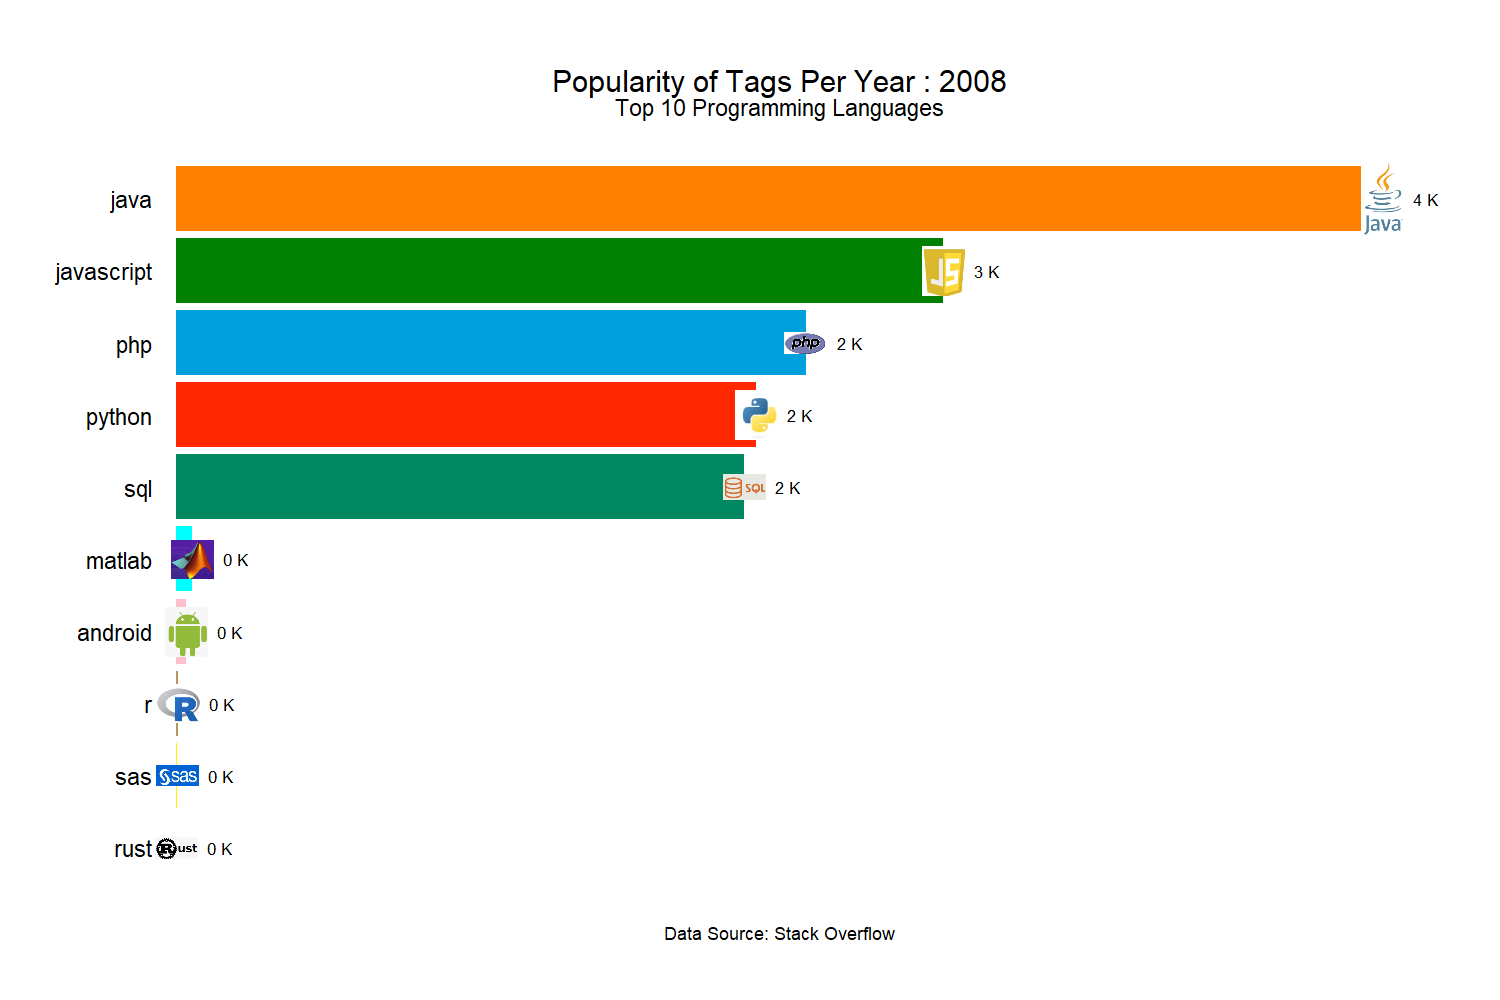 Popularity of Tags Per Year : 2008
Top 10 Programming Languages
java Java 4 K
javascript JS 3 K
php php 2 K
python 2 K
sql SQL 2 K
matlab 0 K
android 0 K
r R 0 K
sas sas 0 K
rust Rust 0 K
Data Source: Stack Overflow